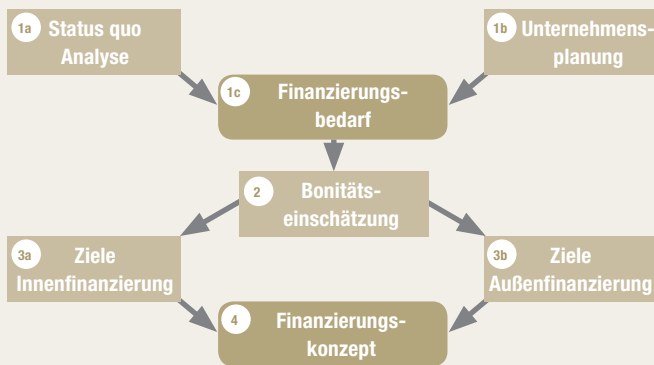 1a Status quo
Analyse
1b Unternehmens-
planung
1c Finanzierungs-
bedarf
2 Bonitäts-
einschätzung
3a Ziele
Innenfinanzierung
3b Ziele
Außenfinanzierung
4 Finanzierungs-
konzept